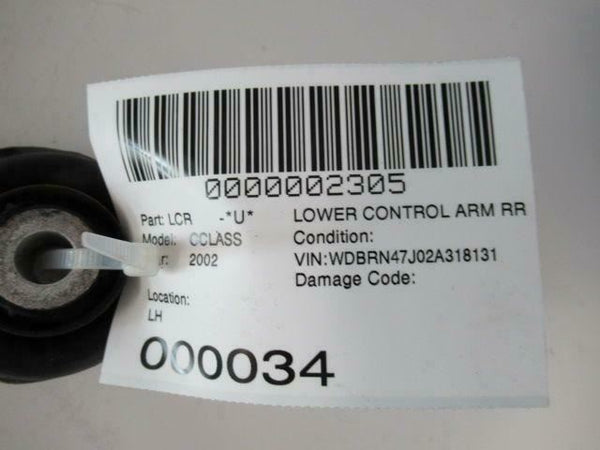 0000002305
Part: LCR -*U* LOWER CONTROL ARM RR
Model: CCLASS Condition:
2002 VIN:WDBRN47J02A318131
Damage Code:
Location:
LH
000034